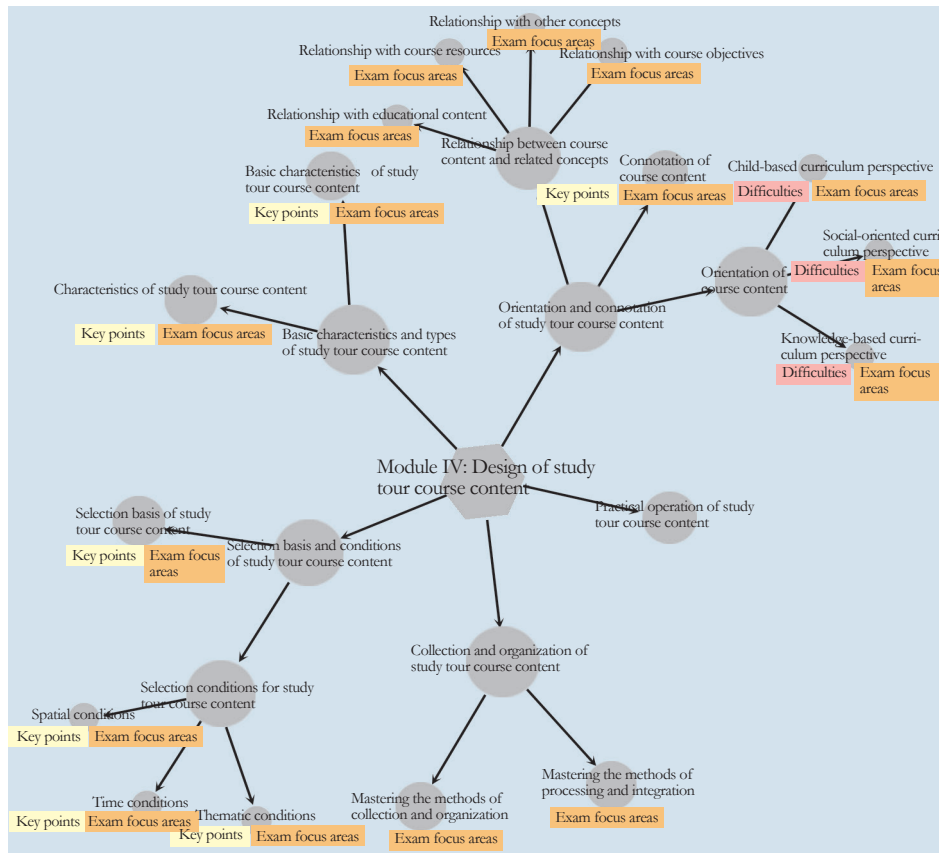 Relationship with other concepts
Exam focus areas
Relationship with course resources
Exam focus areas
Relationship with course objectives
Exam focus areas
Relationship with educational content
Exam focus areas
Relationship between course
content and related concepts
Basic characteristics of study
tour course content
Key points Exam focus areas
Connotation of
course content
Key points Exam focus areas
Child-based curriculum perspective
Difficulties Exam focus areas
Social-oriented curri-
culum perspective
Difficulties Exam focus
areas
Orientation of
course content
Knowledge-based curri-
culum perspective
Difficulties Exam focus
areas
Characteristics of study tour course content
Key points Exam focus areas
Orientation and connotation
of study tour course content
Basic characteristics and types
of study tour course content
Module IV: Design of study
tour course content
Practical operation of study
tour course content
Selection basis of study
tour course content
Key points Exam focus
areas
Selection basis and conditions
of study tour course content
Collection and organization of
study tour course content
Selection conditions for study
tour course content
Spatial conditions
Key points Exam focus areas
Time conditions
Key points Exam focus areas
Thematic conditions
Key points Exam focus areas
Mastering the methods of
collection and organization
Exam focus areas
Mastering the methods of
processing and integration
Exam focus areas